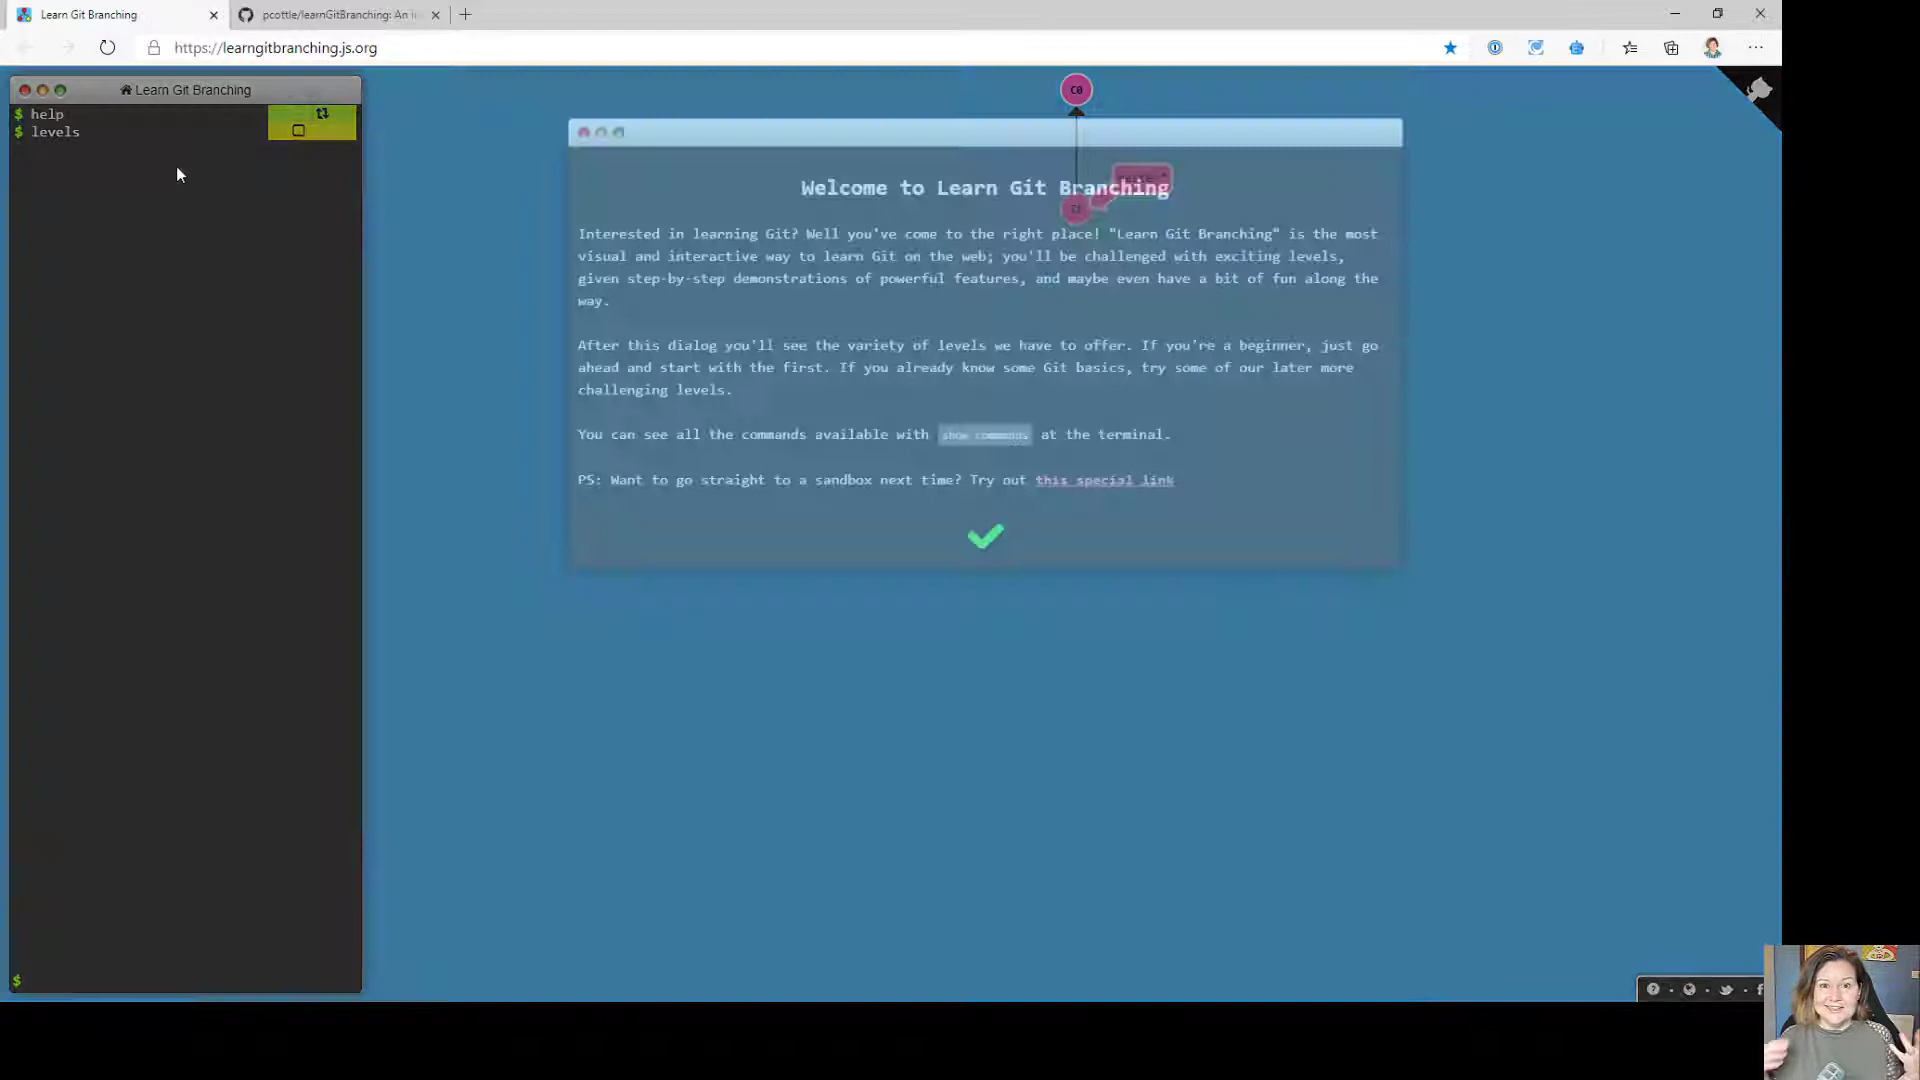 Learn Git Branching
pcottle/learnGitBranching: An i
https://learngitbranching.js.org
Learn Git Branching
$ help
$ levels
$
C0
Welcome to Learn Git Branching
Interested in learning Git? Well you've come to the right place! "Learn Git Branching" is the most
visual and interactive way to learn Git on the web; you'll be challenged with exciting levels,
given step-by-step demonstrations of powerful features, and maybe even have a bit of fun along the
way.
After this dialog you'll see the variety of levels we have to offer. If you're a beginner, just go
ahead and start with the first. If you already know some Git basics, try some of our later more
challenging levels.
You can see all the commands available with show commands at the terminal.
PS: Want to go straight to a sandbox next time? Try out this special link